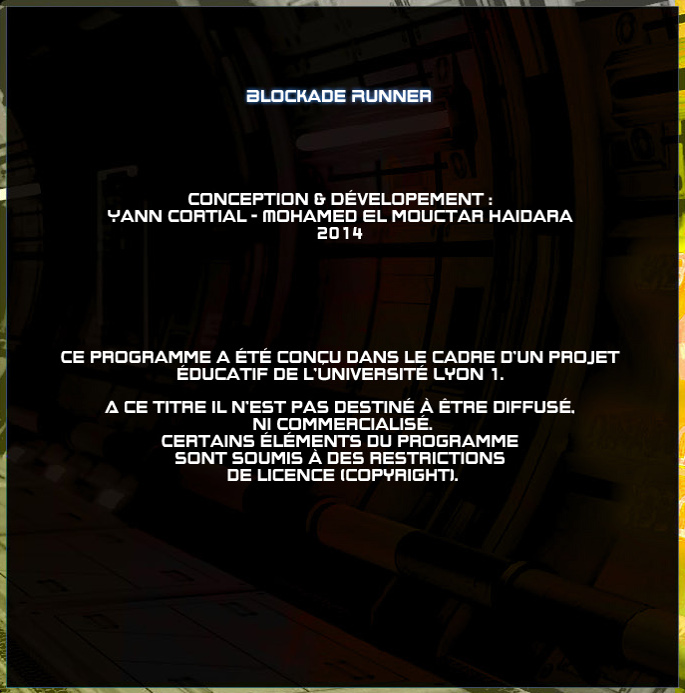 BLOCKADE RUNNER
CONCEPTION & DÉVELOPEMENT :
YANN CORTIAL - MOHAMED EL MOUCTAR HAIDARA
2014
CE PROGRAMME A ÉTÉ CONÇU DANS LE CADRE D'UN PROJET
ÉDUCATIF DE L'UNIVERSITÉ LYON 1.
A CE TITRE IL N'EST PAS DESTINÉ À ÊTRE DIFFUSÉ,
NI COMMERCIALISÉ.
CERTAINS ÉLÉMENTS DU PROGRAMME
SONT SOUMIS À DES RESTRICTIONS
DE LICENCE (COPYRIGHT).